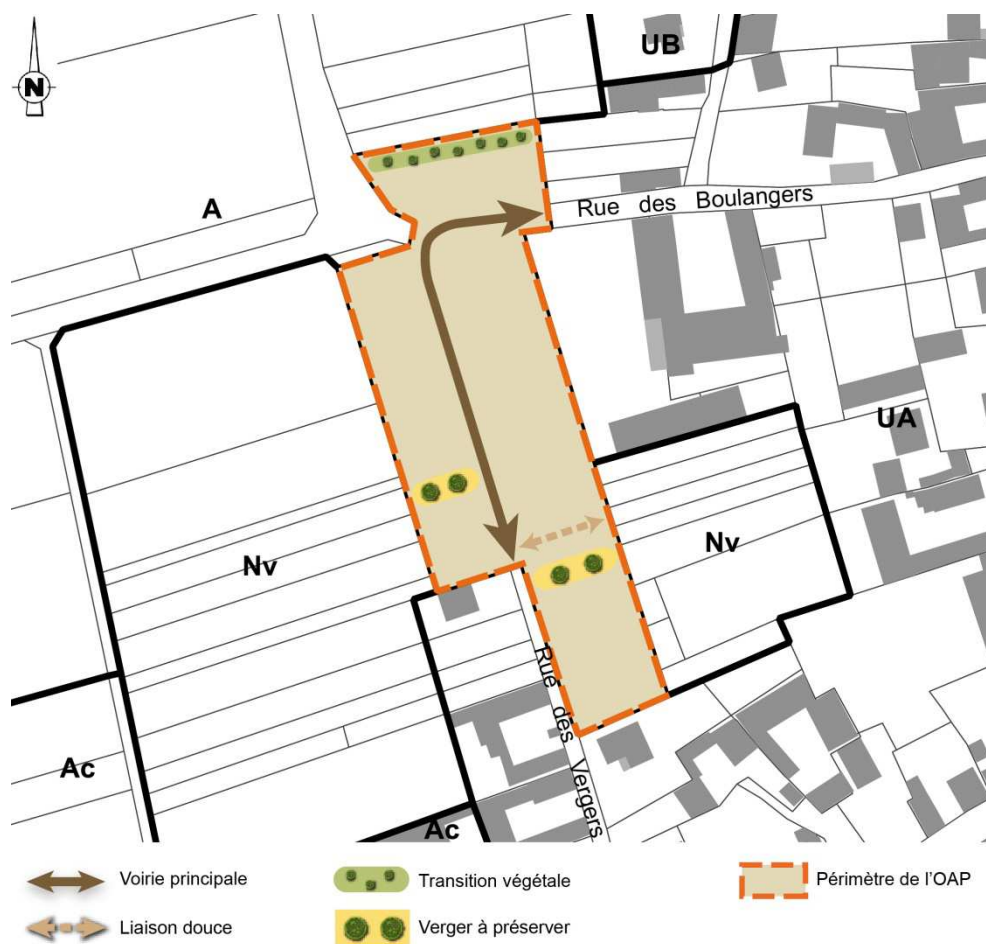 N
UB
A
Rue des Boulangers
UA
Nv
Nv
Rue des Vergers
Ac
Ac
Voirie principale
Transition végétale
Périmètre de l'OAP
Liaison douce
Verger à préserver